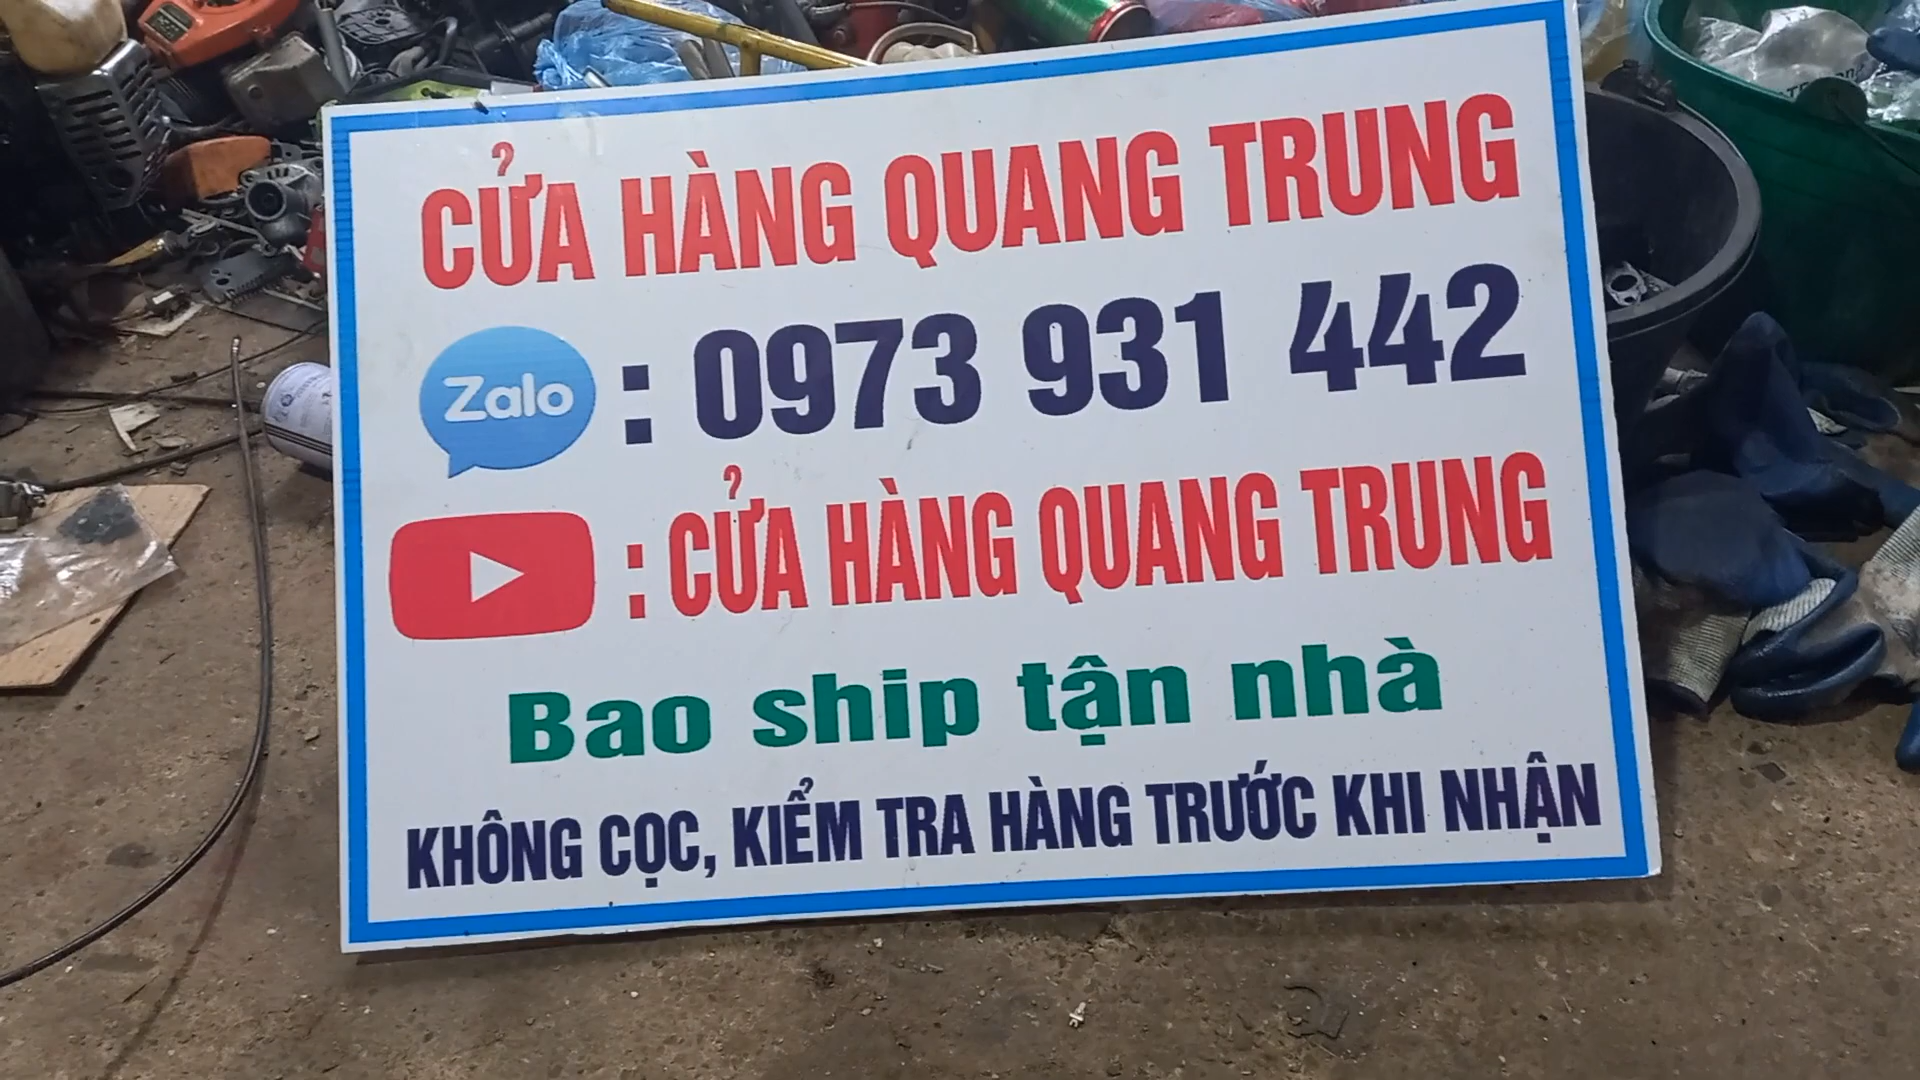 CỬA HÀNG QUANG TRUNG
Zalo : 0973 931 442
: CỬA HÀNG QUANG TRUNG
Bao ship tận nhà
KHÔNG CỌC, KIỂM TRA HÀNG TRƯỚC KHI NHẬN